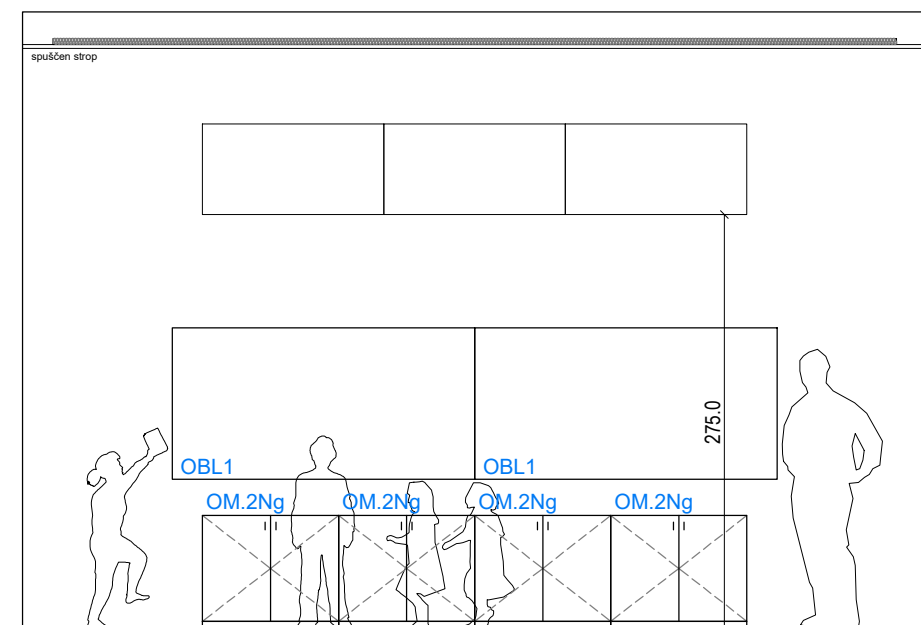 spuščen strop
275.0
OBL1
OBL1
OM.2Ng
OM.2Ng
OM.2Ng
OM.2Ng